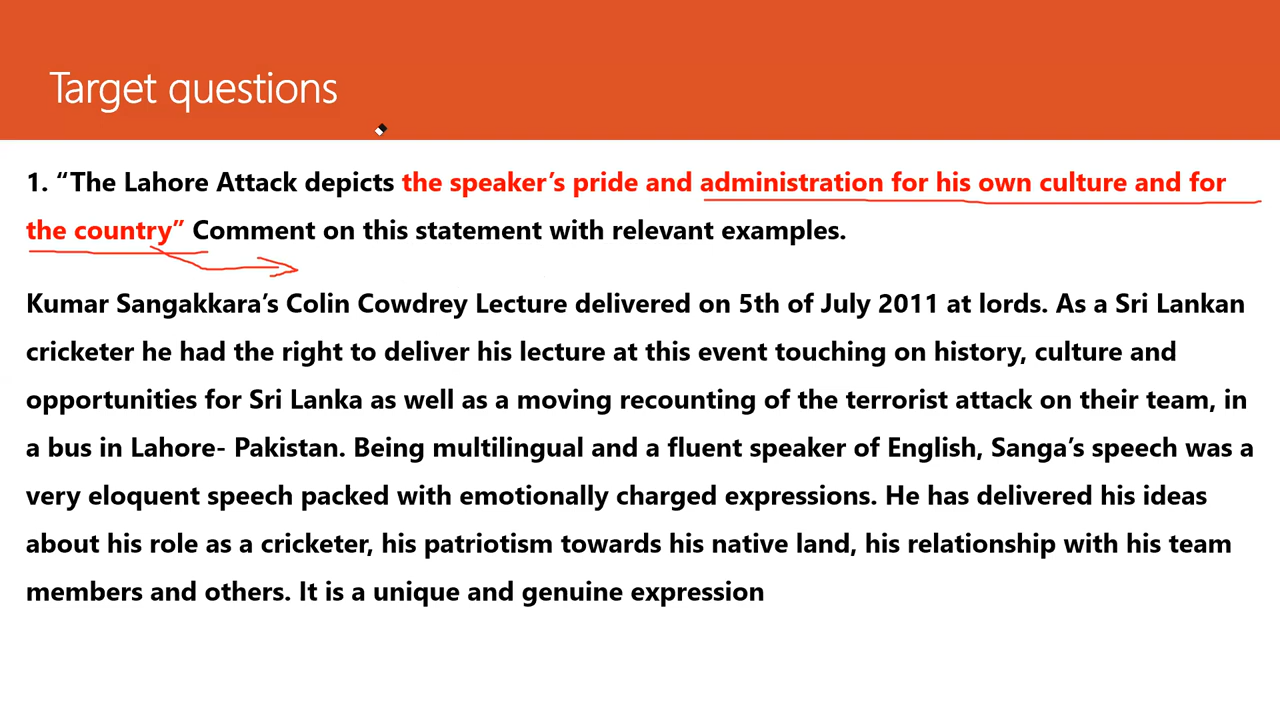 Target questions
1. “The Lahore Attack depicts the speaker’s pride and administration for his own culture and for
the country” Comment on this statement with relevant examples.
Kumar Sangakkara’s Colin Cowdrey Lecture delivered on 5th of July 2011 at lords. As a Sri Lankan
cricketer he had the right to deliver his lecture at this event touching on history, culture and
opportunities for Sri Lanka as well as a moving recounting of the terrorist attack on their team, in
a bus in Lahore- Pakistan. Being multilingual and a fluent speaker of English, Sanga’s speech was a
very eloquent speech packed with emotionally charged expressions. He has delivered his ideas
about his role as a cricketer, his patriotism towards his native land, his relationship with his team
members and others. It is a unique and genuine expression